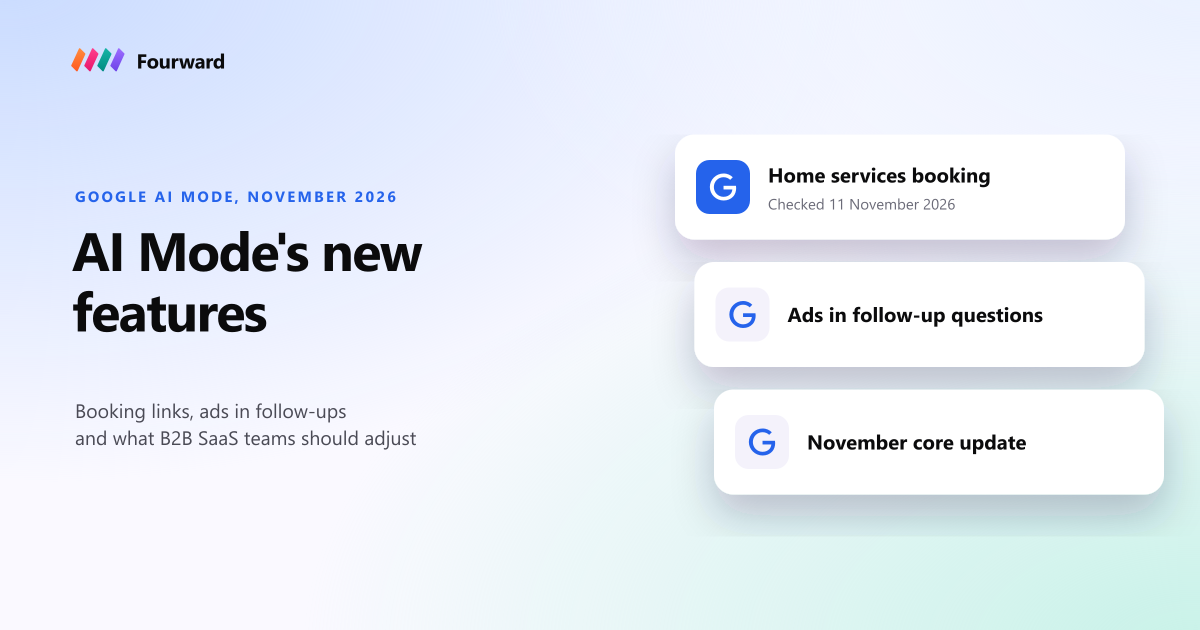 Fourward
GOOGLE AI MODE, NOVEMBER 2026
AI Mode's new
features
Booking links, ads in follow-ups
and what B2B SaaS teams should adjust
Home services booking
Checked 11 November 2026
Ads in follow-up questions
November core update